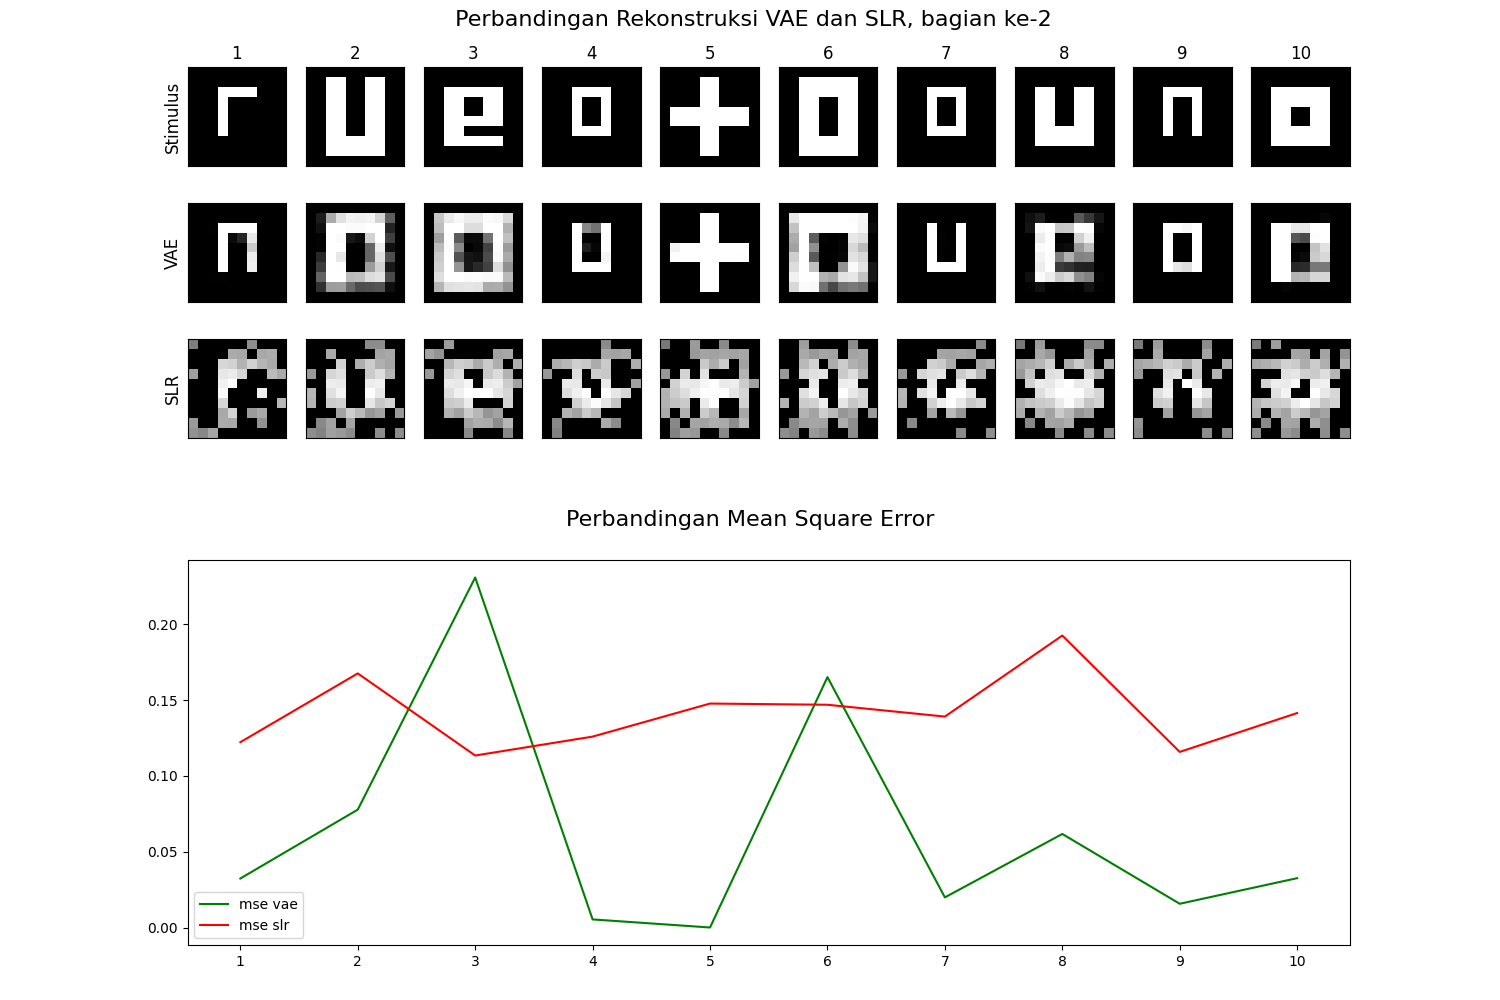 Perbandingan Rekonstruksi VAE dan SLR, bagian ke-2
1 2 3 4 5 6 7 8 9 10
Stimulus
VAE
SLR
Perbandingan Mean Square Error
0.20
0.15
0.10
0.05
0.00
mse vae
mse slr
1 2 3 4 5 6 7 8 9 10